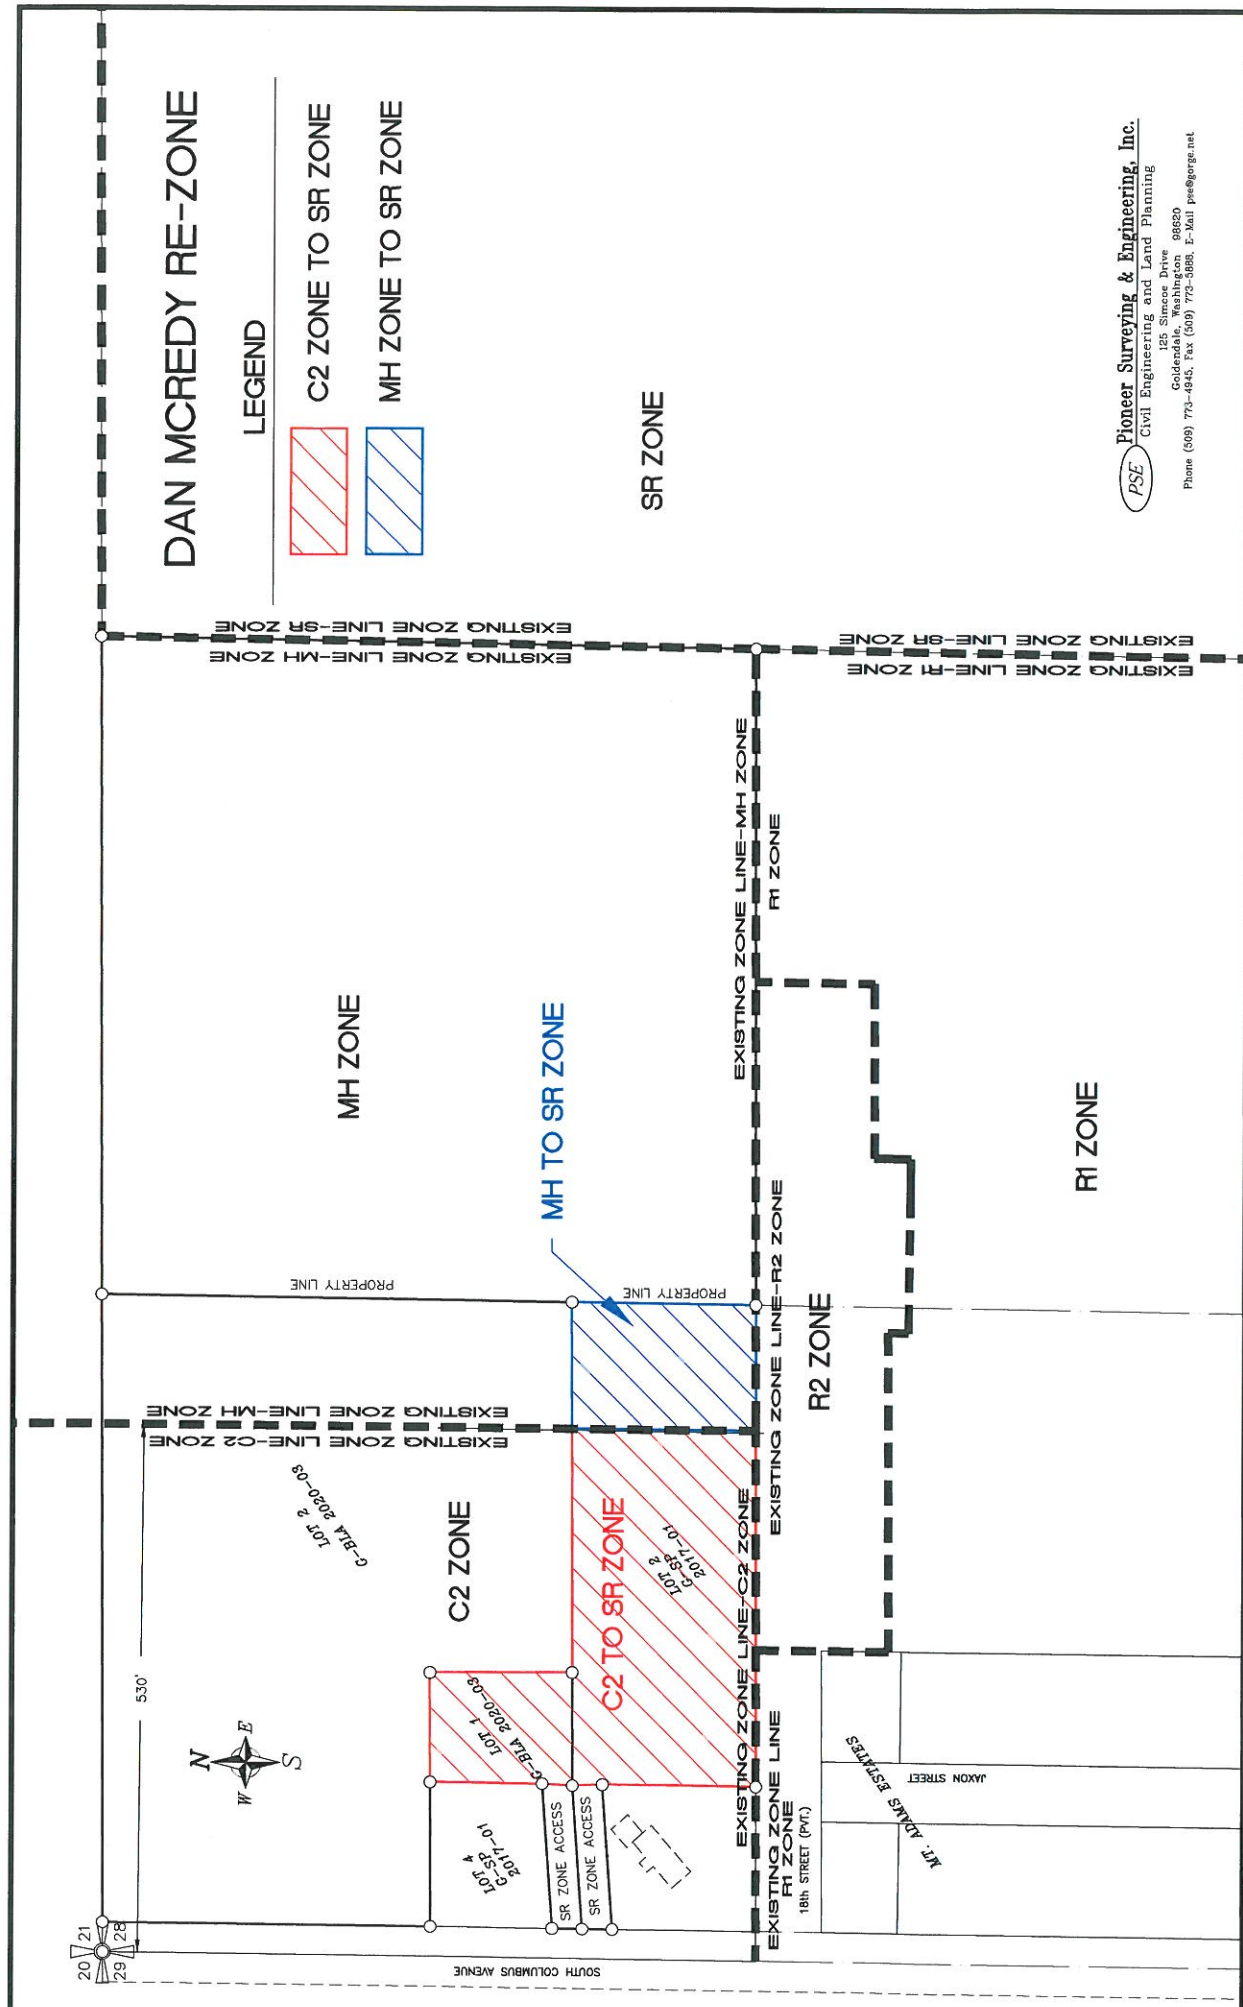 DAN MCREDY RE-ZONE
LEGEND
C2 ZONE TO SR ZONE
MH ZONE TO SR ZONE
20 21
29 28
530'
N
W E
S
SOUTH COLUMBUS AVENUE
LOT 2
G-BLA 2020-03
EXISTING ZONE LINE-C2 ZONE
EXISTING ZONE LINE-MH ZONE
PROPERTY LINE
MH ZONE
EXISTING ZONE LINE-MH ZONE
EXISTING ZONE LINE-SR ZONE
SR ZONE
C2 ZONE
LOT 4
G-SP
2017-01
LOT 1
G-BLA 2020-03
SR ZONE ACCESS
SR ZONE ACCESS
C2 TO SR ZONE
LOT 2
G-SP
2017-01
MH TO SR ZONE
PROPERTY LINE
EXISTING ZONE LINE-C2 ZONE
EXISTING ZONE LINE-MH ZONE
EXISTING ZONE LINE
R1 ZONE
18th STREET (PVT.)
EXISTING ZONE LINE-R2 ZONE
R2 ZONE
R1 ZONE
EXISTING ZONE LINE-R1 ZONE
EXISTING ZONE LINE-SR ZONE
MT. ADAMS ESTATES
JAXON STREET
R1 ZONE
PSE
Pioneer Surveying & Engineering, Inc.
Civil Engineering and Land Planning
125 Simcoe Drive
Goldendale, Washington 98620
Phone (509) 773-4945, Fax (509) 773-5888, E-Mail pse@gorge.net